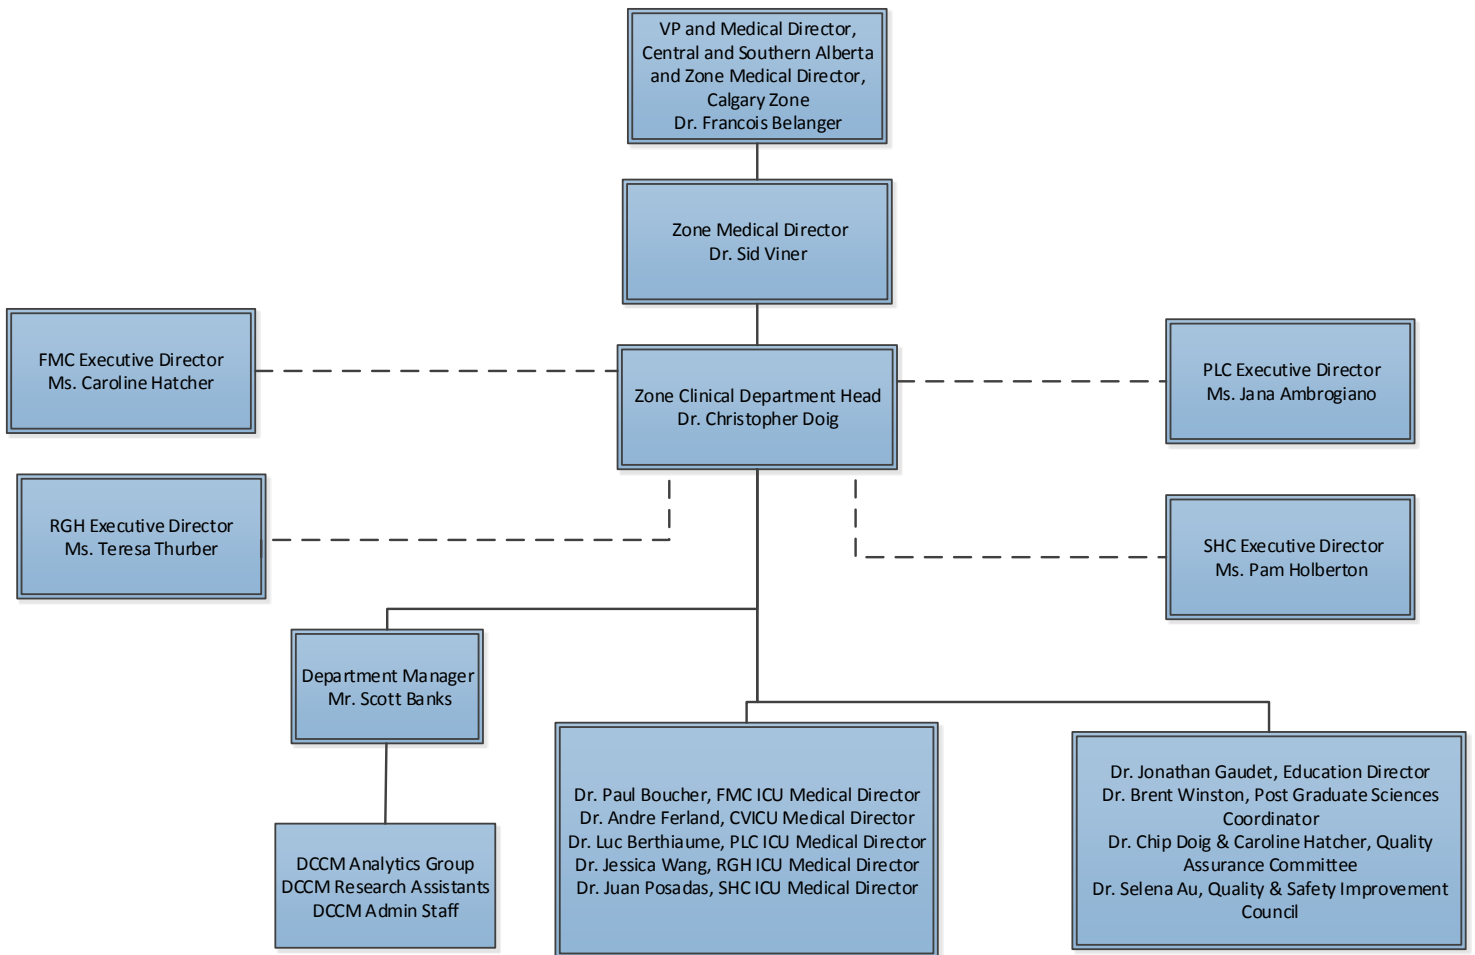 VP and Medical Director,
Central and Southern Alberta
and Zone Medical Director,
Calgary Zone
Dr. Francois Belanger
Zone Medical Director
Dr. Sid Viner
FMC Executive Director
Ms. Caroline Hatcher
Zone Clinical Department Head
Dr. Christopher Doig
PLC Executive Director
Ms. Jana Ambrogiano
RGH Executive Director
Ms. Teresa Thurber
SHC Executive Director
Ms. Pam Holberton
Department Manager
Mr. Scott Banks
Dr. Paul Boucher, FMC ICU Medical Director
Dr. Andre Ferland, CVICU Medical Director
Dr. Luc Berthiaume, PLC ICU Medical Director
Dr. Jessica Wang, RGH ICU Medical Director
Dr. Juan Posadas, SHC ICU Medical Director
Dr. Jonathan Gaudet, Education Director
Dr. Brent Winston, Post Graduate Sciences
Coordinator
Dr. Chip Doig & Caroline Hatcher, Quality
Assurance Committee
Dr. Selena Au, Quality & Safety Improvement
Council
DCCM Analytics Group
DCCM Research Assistants
DCCM Admin Staff